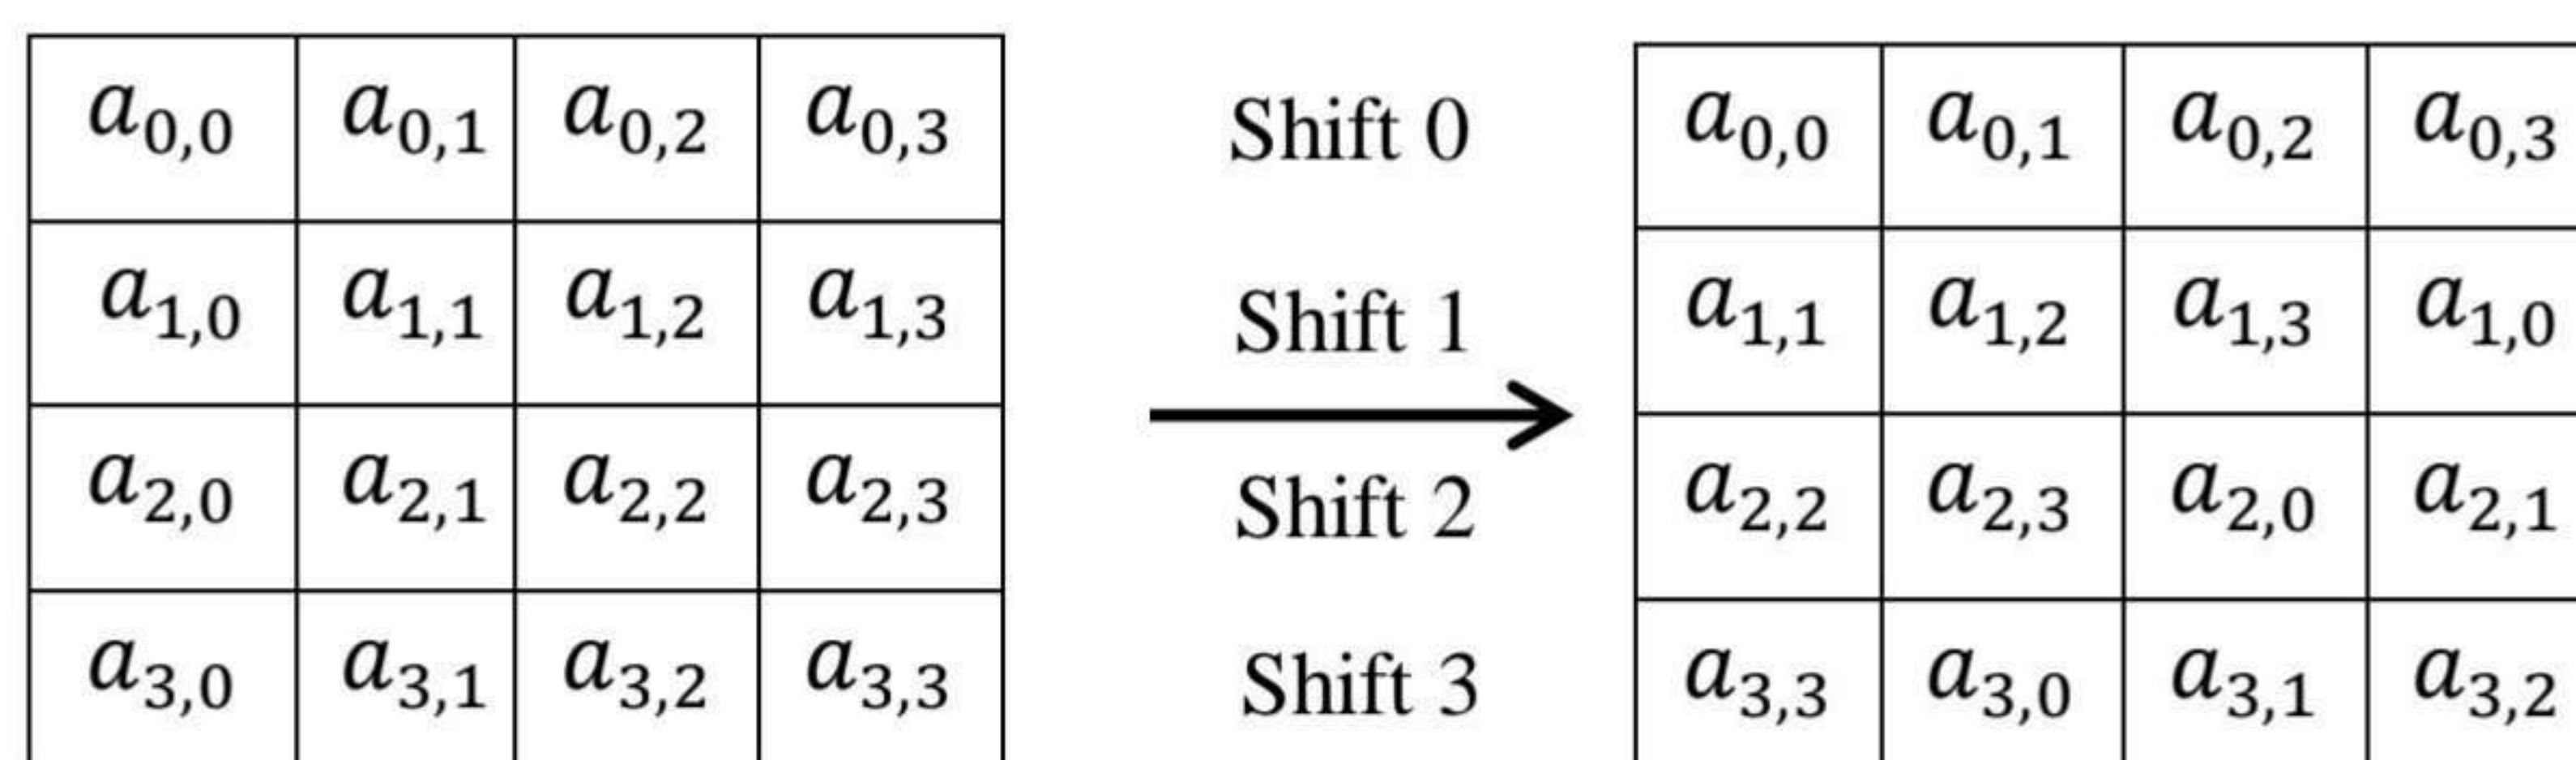 a0,0 a0,1 a0,2 a0,3 Shift 0 a0,0 a0,1 a0,2 a0,3
a1,0 a1,1 a1,2 a1,3 Shift 1 a1,1 a1,2 a1,3 a1,0
a2,0 a2,1 a2,2 a2,3 Shift 2 a2,2 a2,3 a2,0 a2,1
a3,0 a3,1 a3,2 a3,3 Shift 3 a3,3 a3,0 a3,1 a3,2